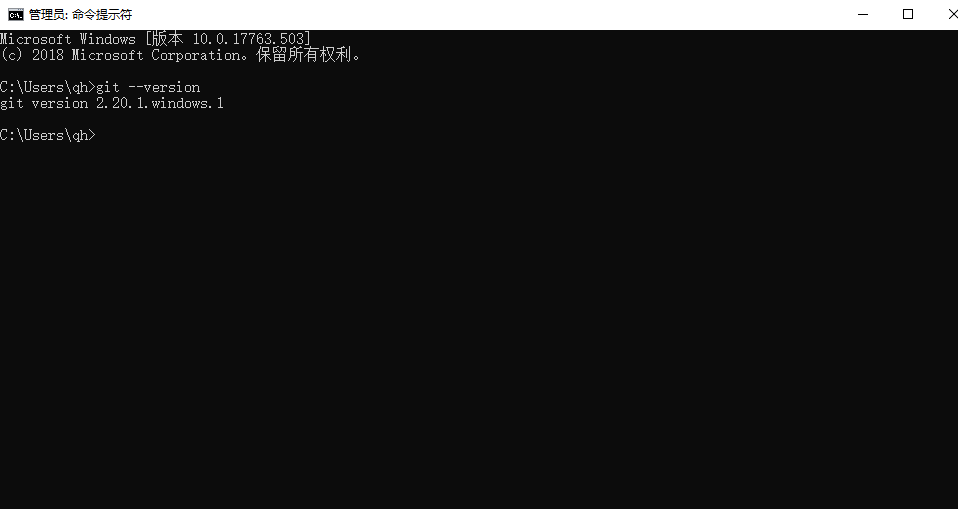 管理员: 命令提示符
Microsoft Windows [版本 10.0.17763.503]
(c) 2018 Microsoft Corporation。保留所有权利。
C:\Users\qh>git --version
git version 2.20.1.windows.1
C:\Users\qh>